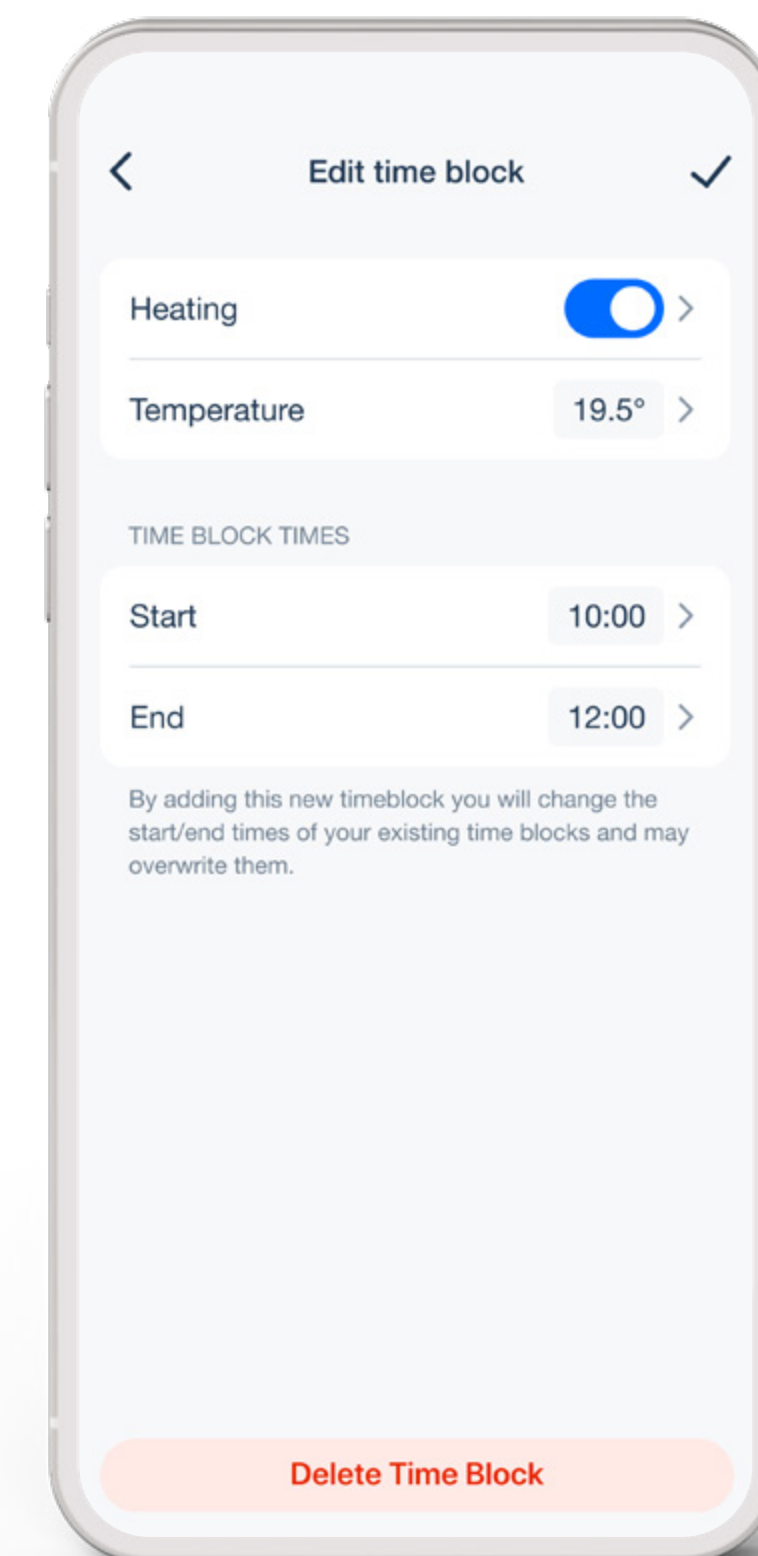 Edit time block
Heating
Temperature 19.5°
TIME BLOCK TIMES
Start 10:00
End 12:00
By adding this new timeblock you will change the
start/end times of your existing time blocks and may
overwrite them.
Delete Time Block